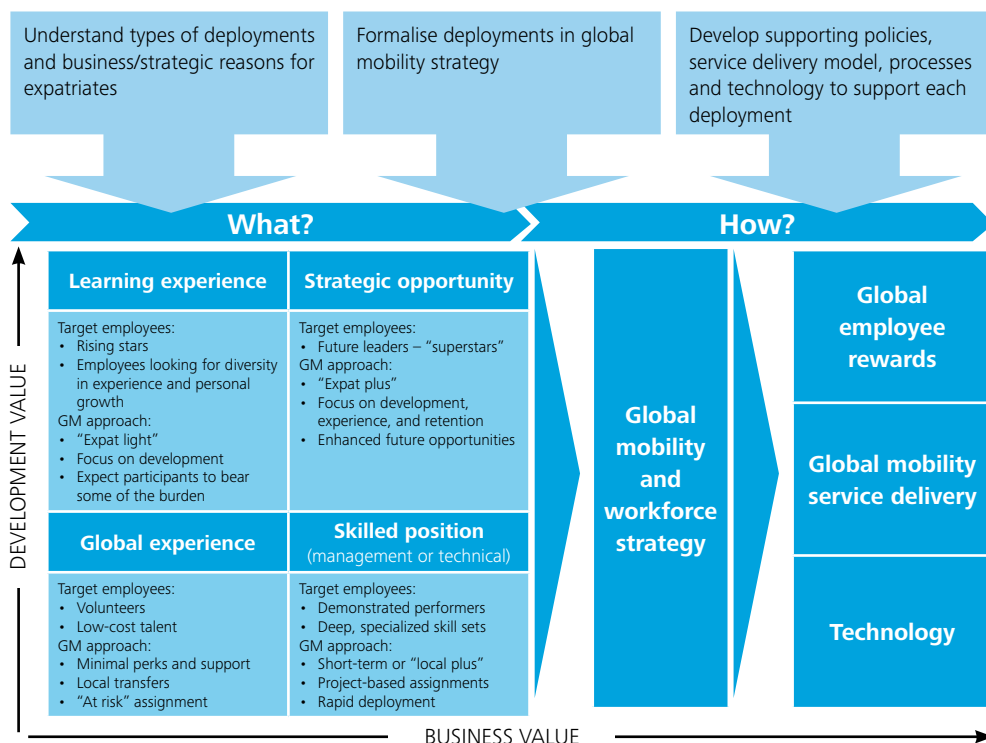 Understand types of deployments
and business/strategic reasons for
expatriates
Formalise deployments in global
mobility strategy
Develop supporting policies,
service delivery model, processes
and technology to support each
deployment
What?
How?
DEVELOPMENT VALUE
Learning experience
Target employees:
• Rising stars
• Employees looking for diversity
in experience and personal
growth
GM approach:
• “Expat light”
• Focus on development
• Expect participants to bear
some of the burden
Strategic opportunity
Target employees:
• Future leaders – “superstars”
GM approach:
• “Expat plus”
• Focus on development,
experience, and retention
• Enhanced future opportunities
Global experience
Target employees:
• Volunteers
• Low-cost talent
GM approach:
• Minimal perks and support
• Local transfers
• “At risk” assignment
Skilled position
(management or technical)
Target employees:
• Demonstrated performers
• Deep, specialized skill sets
GM approach:
• Short-term or “local plus”
• Project-based assignments
• Rapid deployment
Global
mobility
and
workforce
strategy
Global
employee
rewards
Global mobility
service delivery
Technology
BUSINESS VALUE